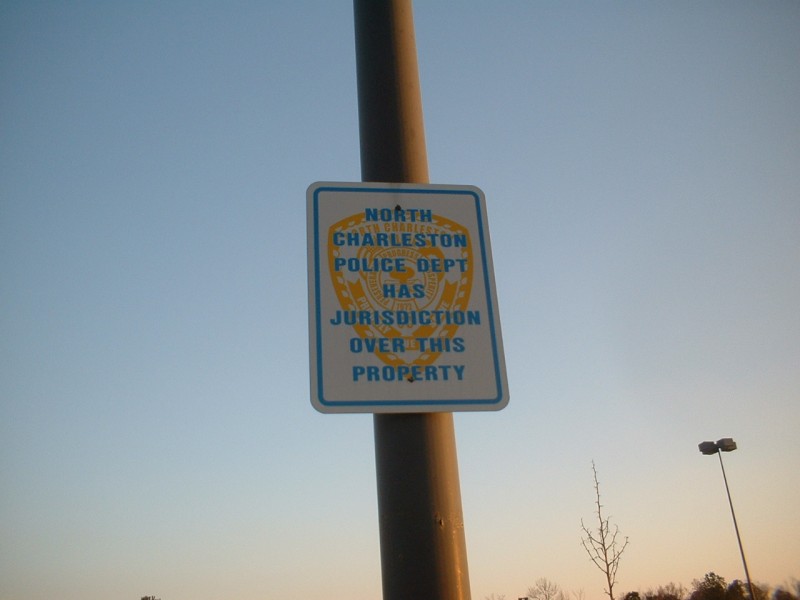 NORTH
CHARLESTON
POLICE DEPT
HAS
JURISDICTION
OVER THIS
PROPERTY